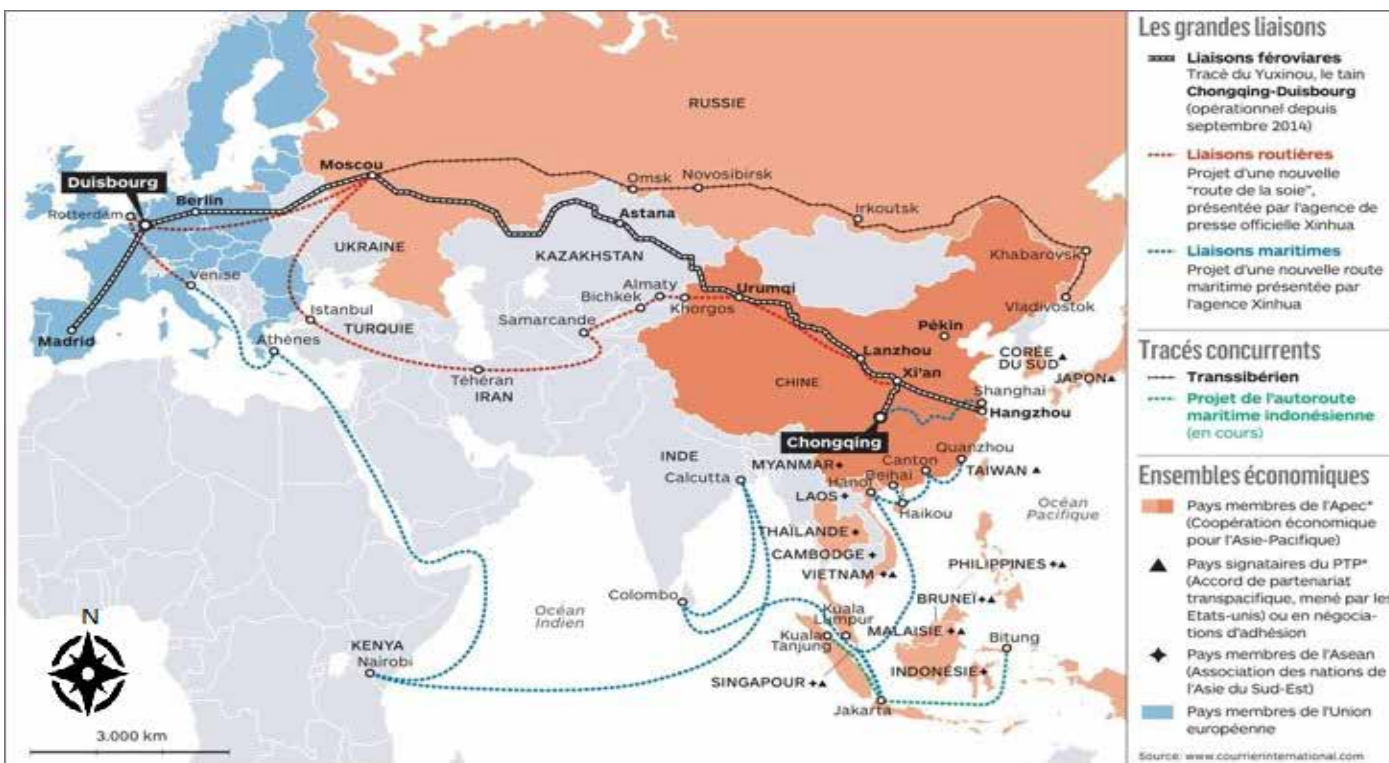 RUSSIE
Moscou
Omsk
Novosibirsk
Duisbourg
Berlin
Rotterdam
Irkoutsk
Astana
UKRAINE
Khabarovsk
KAZAKHSTAN
Venise
Almaty
Urumqi
Bichkek
Khorgos
Vladivostok
Istanbul
Samarcande
Pékin
TURQUIE
Madrid
Athènes
Lanzhou
CORÉE
DU SUD
Xi'an
JAPON
Téhéran
IRAN
CHINE
Shanghai
Hangzhou
Chongqing
Quanzhou
INDE
MYANMAR
Canton
TAIWAN
Calcutta
Hanoï
Beihai
LAOS
Haikou
Océan
Pacifique
THAÏLANDE
CAMBODGE
PHILIPPINES
VIETNAM
Colombo
BRUNEÏ
Océan
Indien
Kuala
Lumpur
MALAISIE
Bitung
Kuala
Tanjung
N
KENYA
Nairobi
SINGAPOUR
INDONÉSIE
Jakarta
3.000 km
Les grandes liaisons
Liaisons féroviares
Tracé du Yuxinou, le tain
Chongqing-Duisbourg
(opérationnel depuis
septembre 2014)
Liaisons routières
Projet d'une nouvelle
"route de la soie",
présentée par l'agence de
presse officielle Xinhua
Liaisons maritimes
Projet d'une nouvelle route
maritime présentée par
l'agence Xinhua
Tracés concurrents
Transsibérien
Projet de l'autoroute
maritime indonésienne
(en cours)
Ensembles économiques
Pays membres de l'Apec*
(Coopération économique
pour l'Asie-Pacifique)
Pays signataires du PTP*
(Accord de partenariat
transpacifique, mené par les
Etats-unis) ou en négocia-
tions d'adhésion
Pays membres de l'Asean
(Association des nations de
l'Asie du Sud-Est)
Pays membres de l'Union
européenne
Source: www.courrierinternational.com